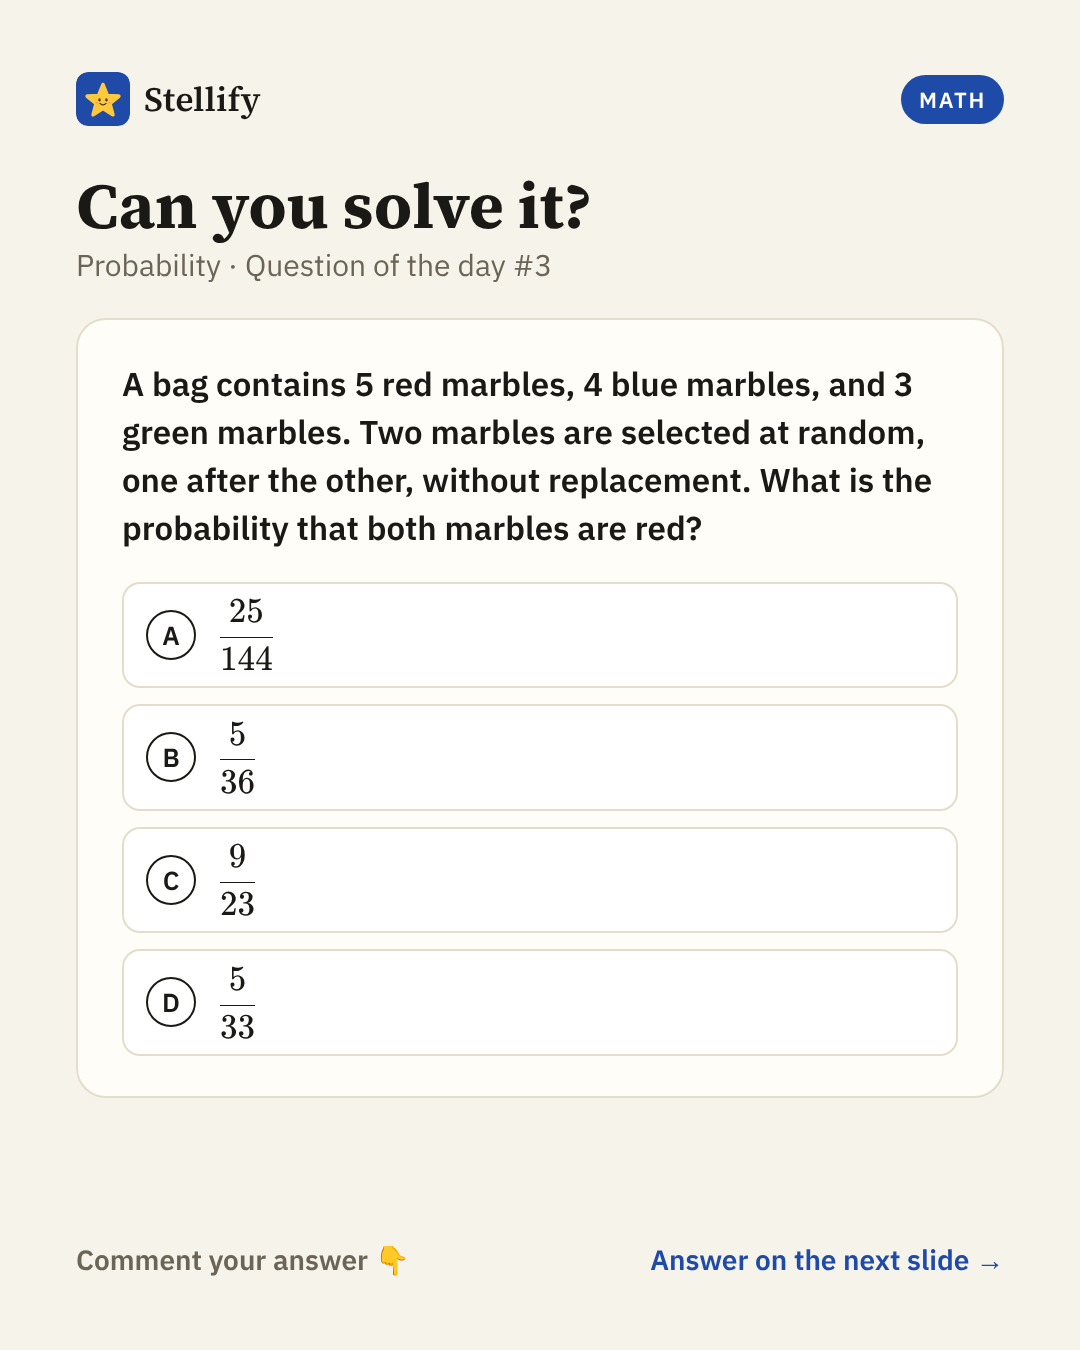 Stellify
MATH
Can you solve it?
Probability · Question of the day #3
A bag contains 5 red marbles, 4 blue marbles, and 3
green marbles. Two marbles are selected at random,
one after the other, without replacement. What is the
probability that both marbles are red?
A 25/144
B 5/36
C 9/23
D 5/33
Comment your answer 👇
Answer on the next slide →